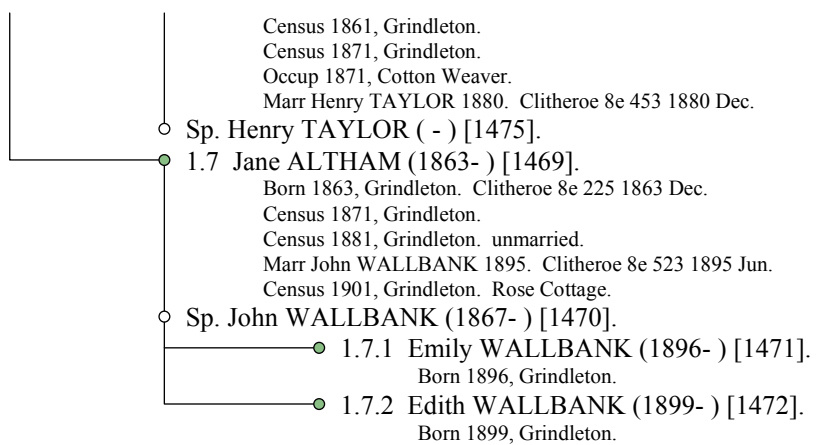 Census 1861, Grindleton.
Census 1871, Grindleton.
Occup 1871, Cotton Weaver.
Marr Henry TAYLOR 1880. Clitheroe 8e 453 1880 Dec.
Sp. Henry TAYLOR ( - ) [1475].
1.7 Jane ALTHAM (1863- ) [1469].
Born 1863, Grindleton. Clitheroe 8e 225 1863 Dec.
Census 1871, Grindleton.
Census 1881, Grindleton. unmarried.
Marr John WALLBANK 1895. Clitheroe 8e 523 1895 Jun.
Census 1901, Grindleton. Rose Cottage.
Sp. John WALLBANK (1867- ) [1470].
1.7.1 Emily WALLBANK (1896- ) [1471].
Born 1896, Grindleton.
1.7.2 Edith WALLBANK (1899- ) [1472].
Born 1899, Grindleton.